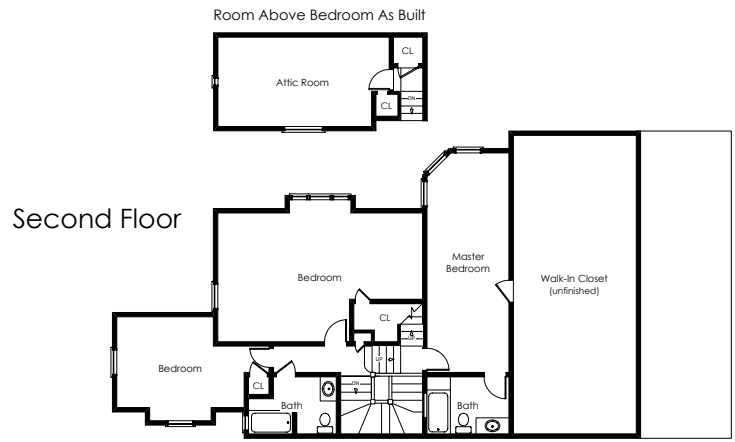 Room Above Bedroom As Built
CL
Attic Room
DN
CL
Second Floor
Master
Bedroom
Bedroom
Walk-In Closet
(unfinished)
CL
UP
UP
Bedroom
CL
DN
Bath
Bath